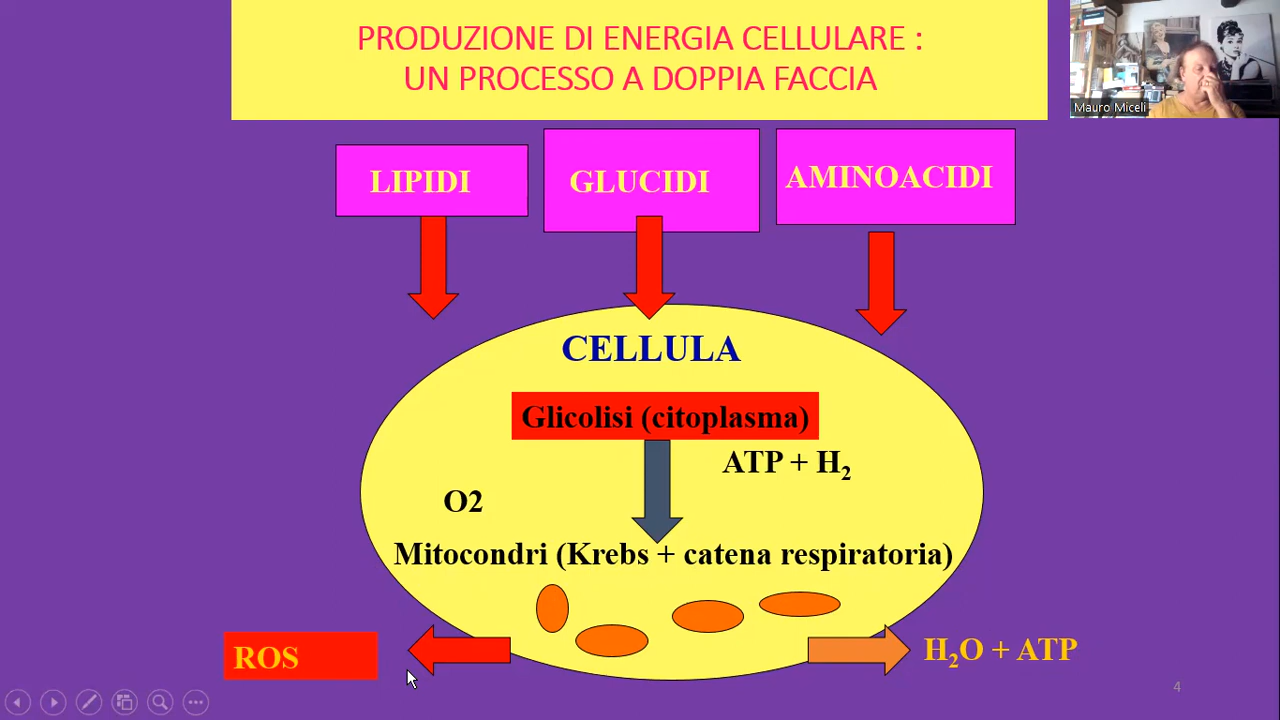 PRODUZIONE DI ENERGIA CELLULARE :
UN PROCESSO A DOPPIA FACCIA
Mauro Miceli
LIPIDI
GLUCIDI
AMINOACIDI
CELLULA
Glicolisi (citoplasma)
ATP + H₂
O2
Mitocondri (Krebs + catena respiratoria)
ROS
H₂O + ATP
4